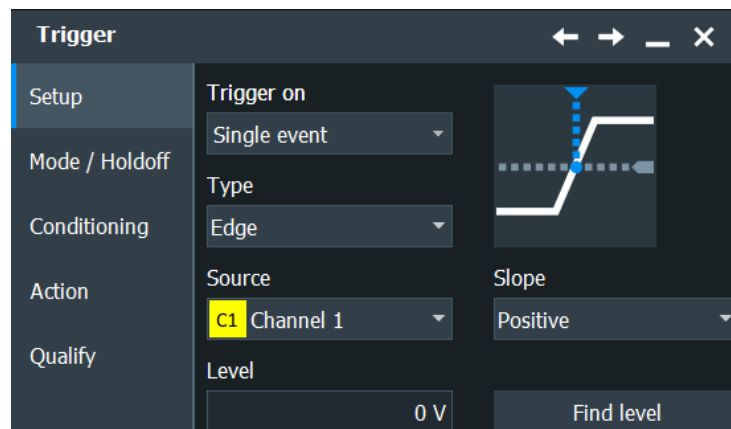 Trigger
Setup
Mode / Holdoff
Conditioning
Action
Qualify
Trigger on
Single event
Type
Edge
Source
C1 Channel 1
Slope
Positive
Level
0 V
Find level